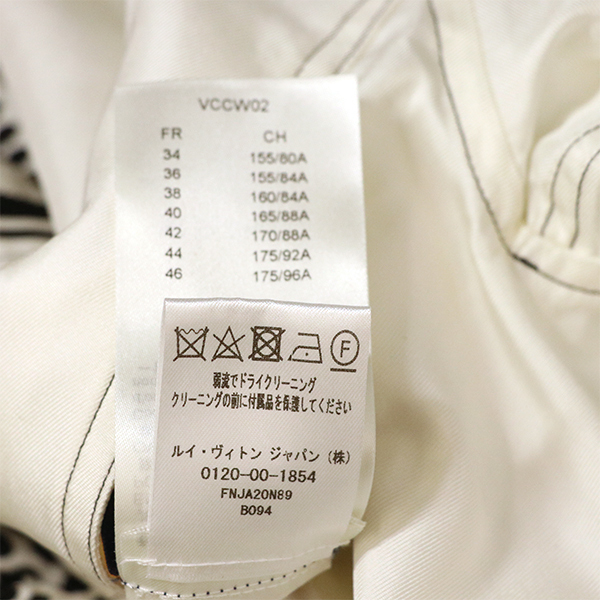 VCCW02
FR CH
34 155/80A
36 155/84A
38 160/84A
40 165/88A
42 170/88A
44 175/92A
46 175/96A
F
弱流でドライクリーニング
クリーニングの前に付属品を保護してください
ルイ・ヴィトン ジャパン (株)
0120-00-1854
FNJA20N89
B094